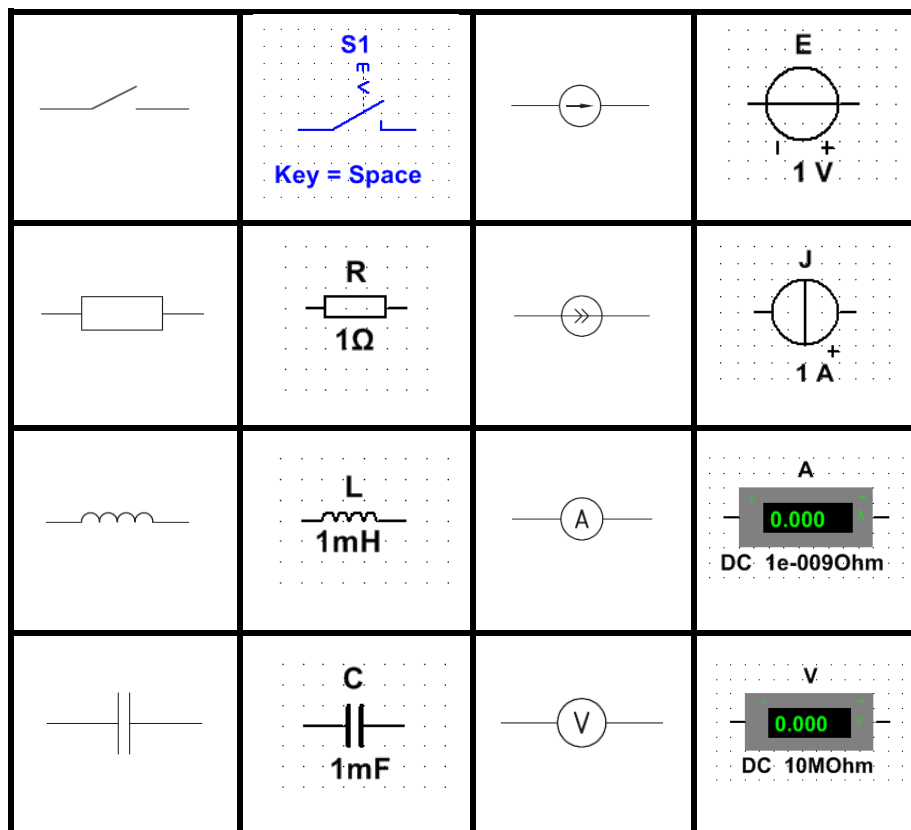 S1
Key = Space
E
1 V
R
1Ω
J
1 A
L
1mH
A
A
0.000
A
DC 1e-009Ohm
C
1mF
V
V
0.000
V
DC 10MOhm